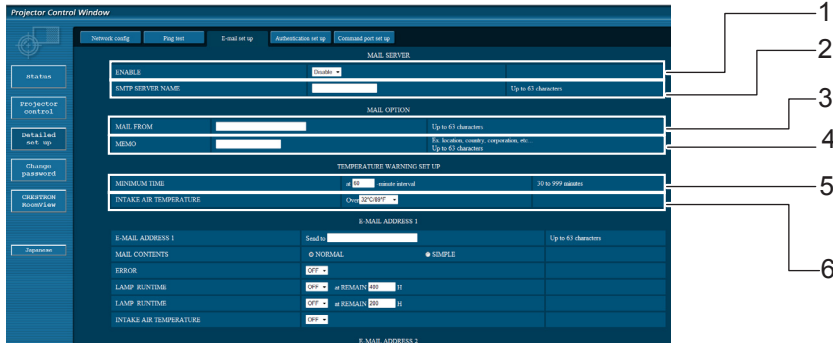 Projector Control Window
Network config Ping test E-mail set up Authentication set up Command port set up
MAIL SERVER
ENABLE Disable
SMTP SERVER NAME Up to 63 characters
MAIL OPTION
MAIL FROM Up to 63 characters
MEMO Ex. location, country, corporation, etc..
Up to 63 characters
TEMPERATURE WARNING SET UP
MINIMUM TIME at 60 -minute interval 30 to 999 minutes
INTAKE AIR TEMPERATURE Over 32°C/89°F
E-MAIL ADDRESS 1
E-MAIL ADDRESS 1 Send to Up to 63 characters
MAIL CONTENTS NORMAL SIMPLE
ERROR OFF
LAMP RUNTIME OFF at REMAIN 400 H
LAMP RUNTIME OFF at REMAIN 200 H
INTAKE AIR TEMPERATURE OFF
E-MAIL ADDRESS 2
Status
Projector
control
Detailed
set up
Change
password
CRESTRON
RoomView
Japanese
1
2
3
4
5
6